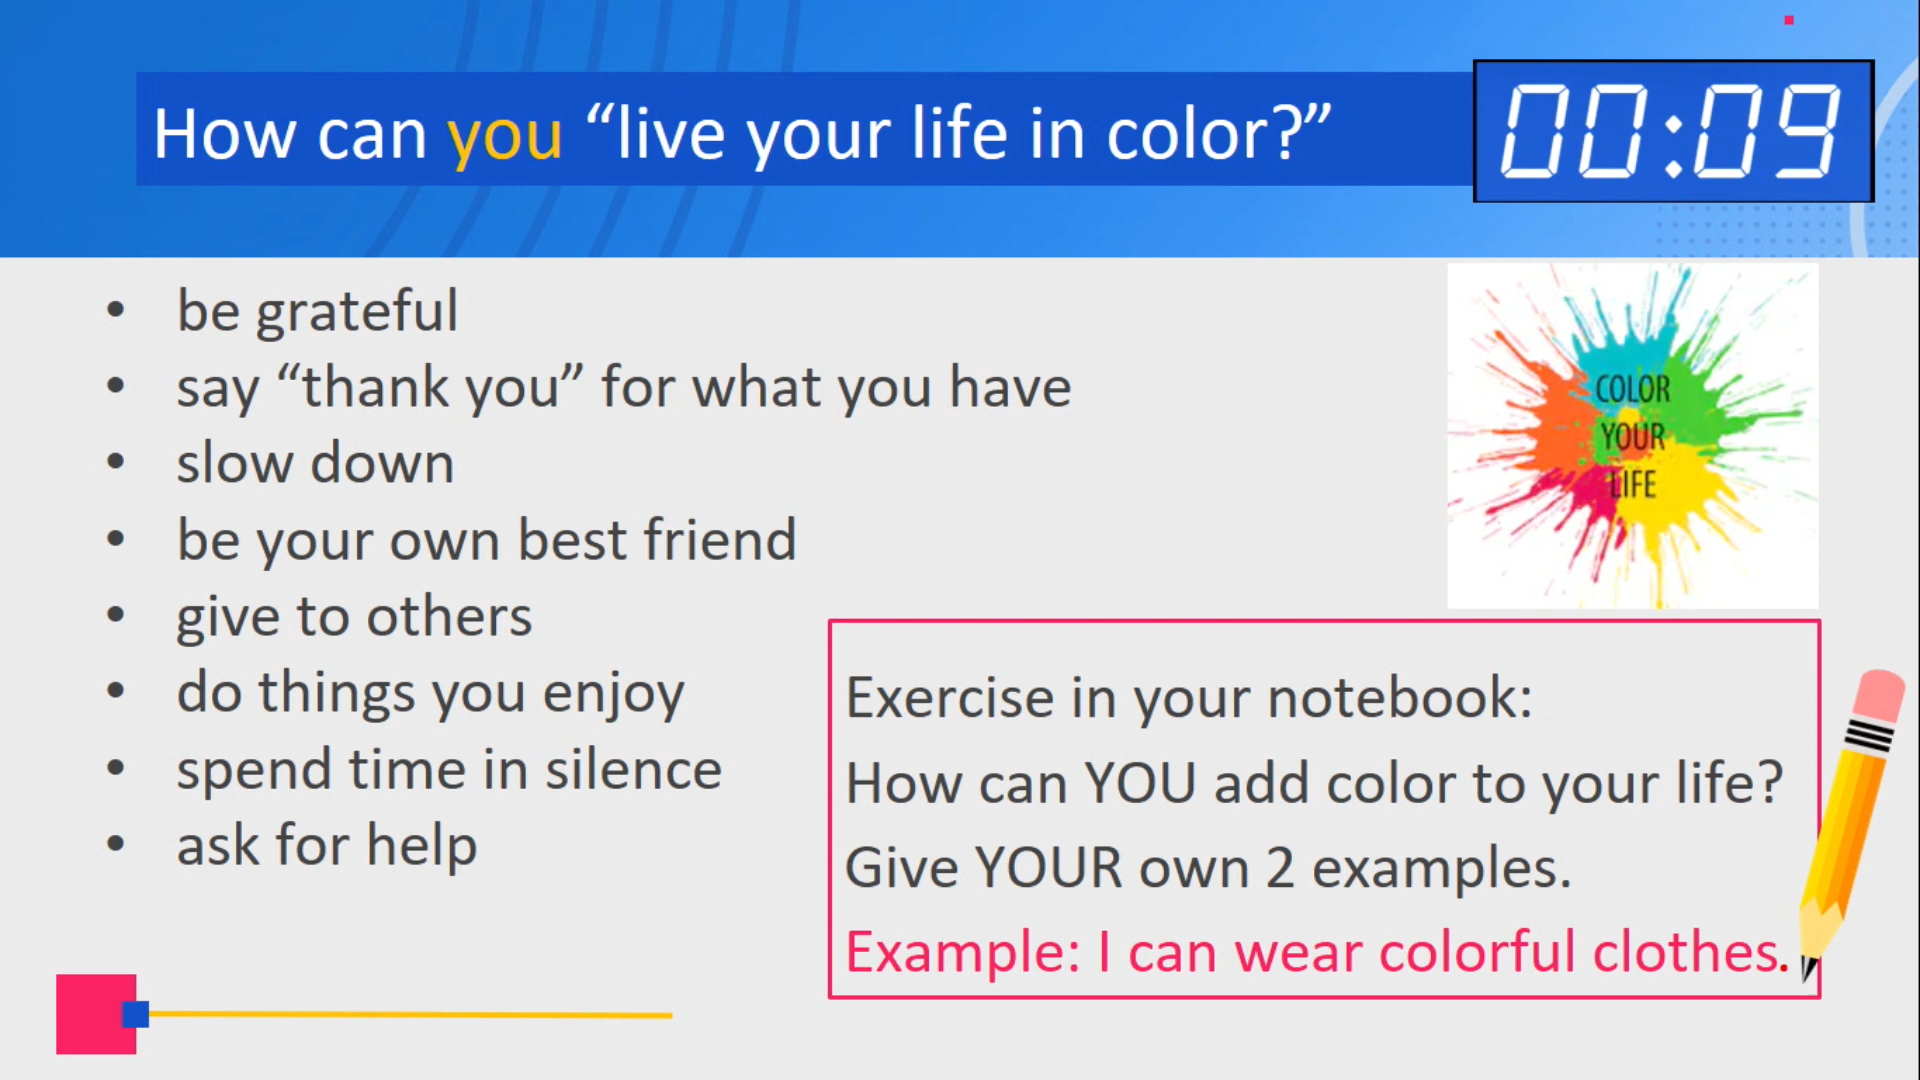 How can you “live your life in color?”
00:09
• be grateful
• say “thank you” for what you have
• slow down
• be your own best friend
• give to others
• do things you enjoy
• spend time in silence
• ask for help
COLOR
YOUR
LIFE
Exercise in your notebook:
How can YOU add color to your life?
Give YOUR own 2 examples.
Example: I can wear colorful clothes.